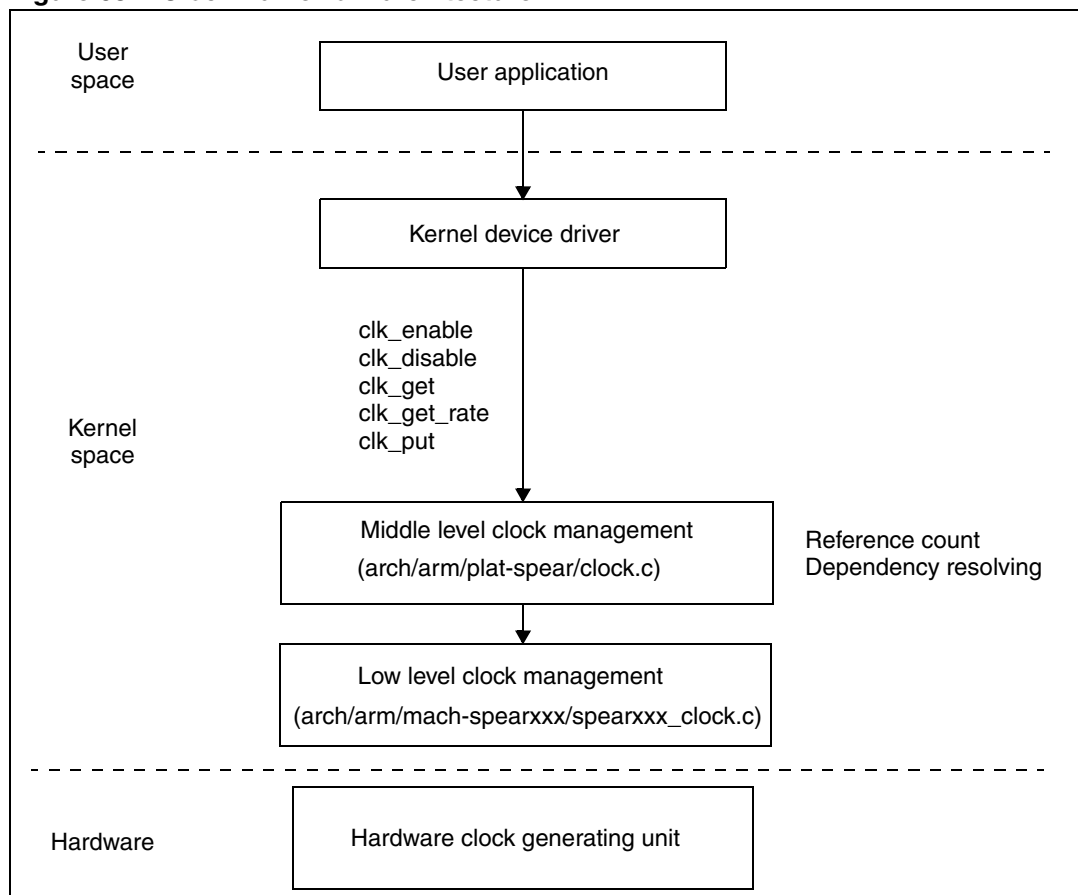 User
space
User application
Kernel device driver
clk_enable
clk_disable
clk_get
clk_get_rate
clk_put
Kernel
space
Middle level clock management
(arch/arm/plat-spear/clock.c)
Reference count
Dependency resolving
Low level clock management
(arch/arm/mach-spearxxx/spearxxx_clock.c)
Hardware
Hardware clock generating unit